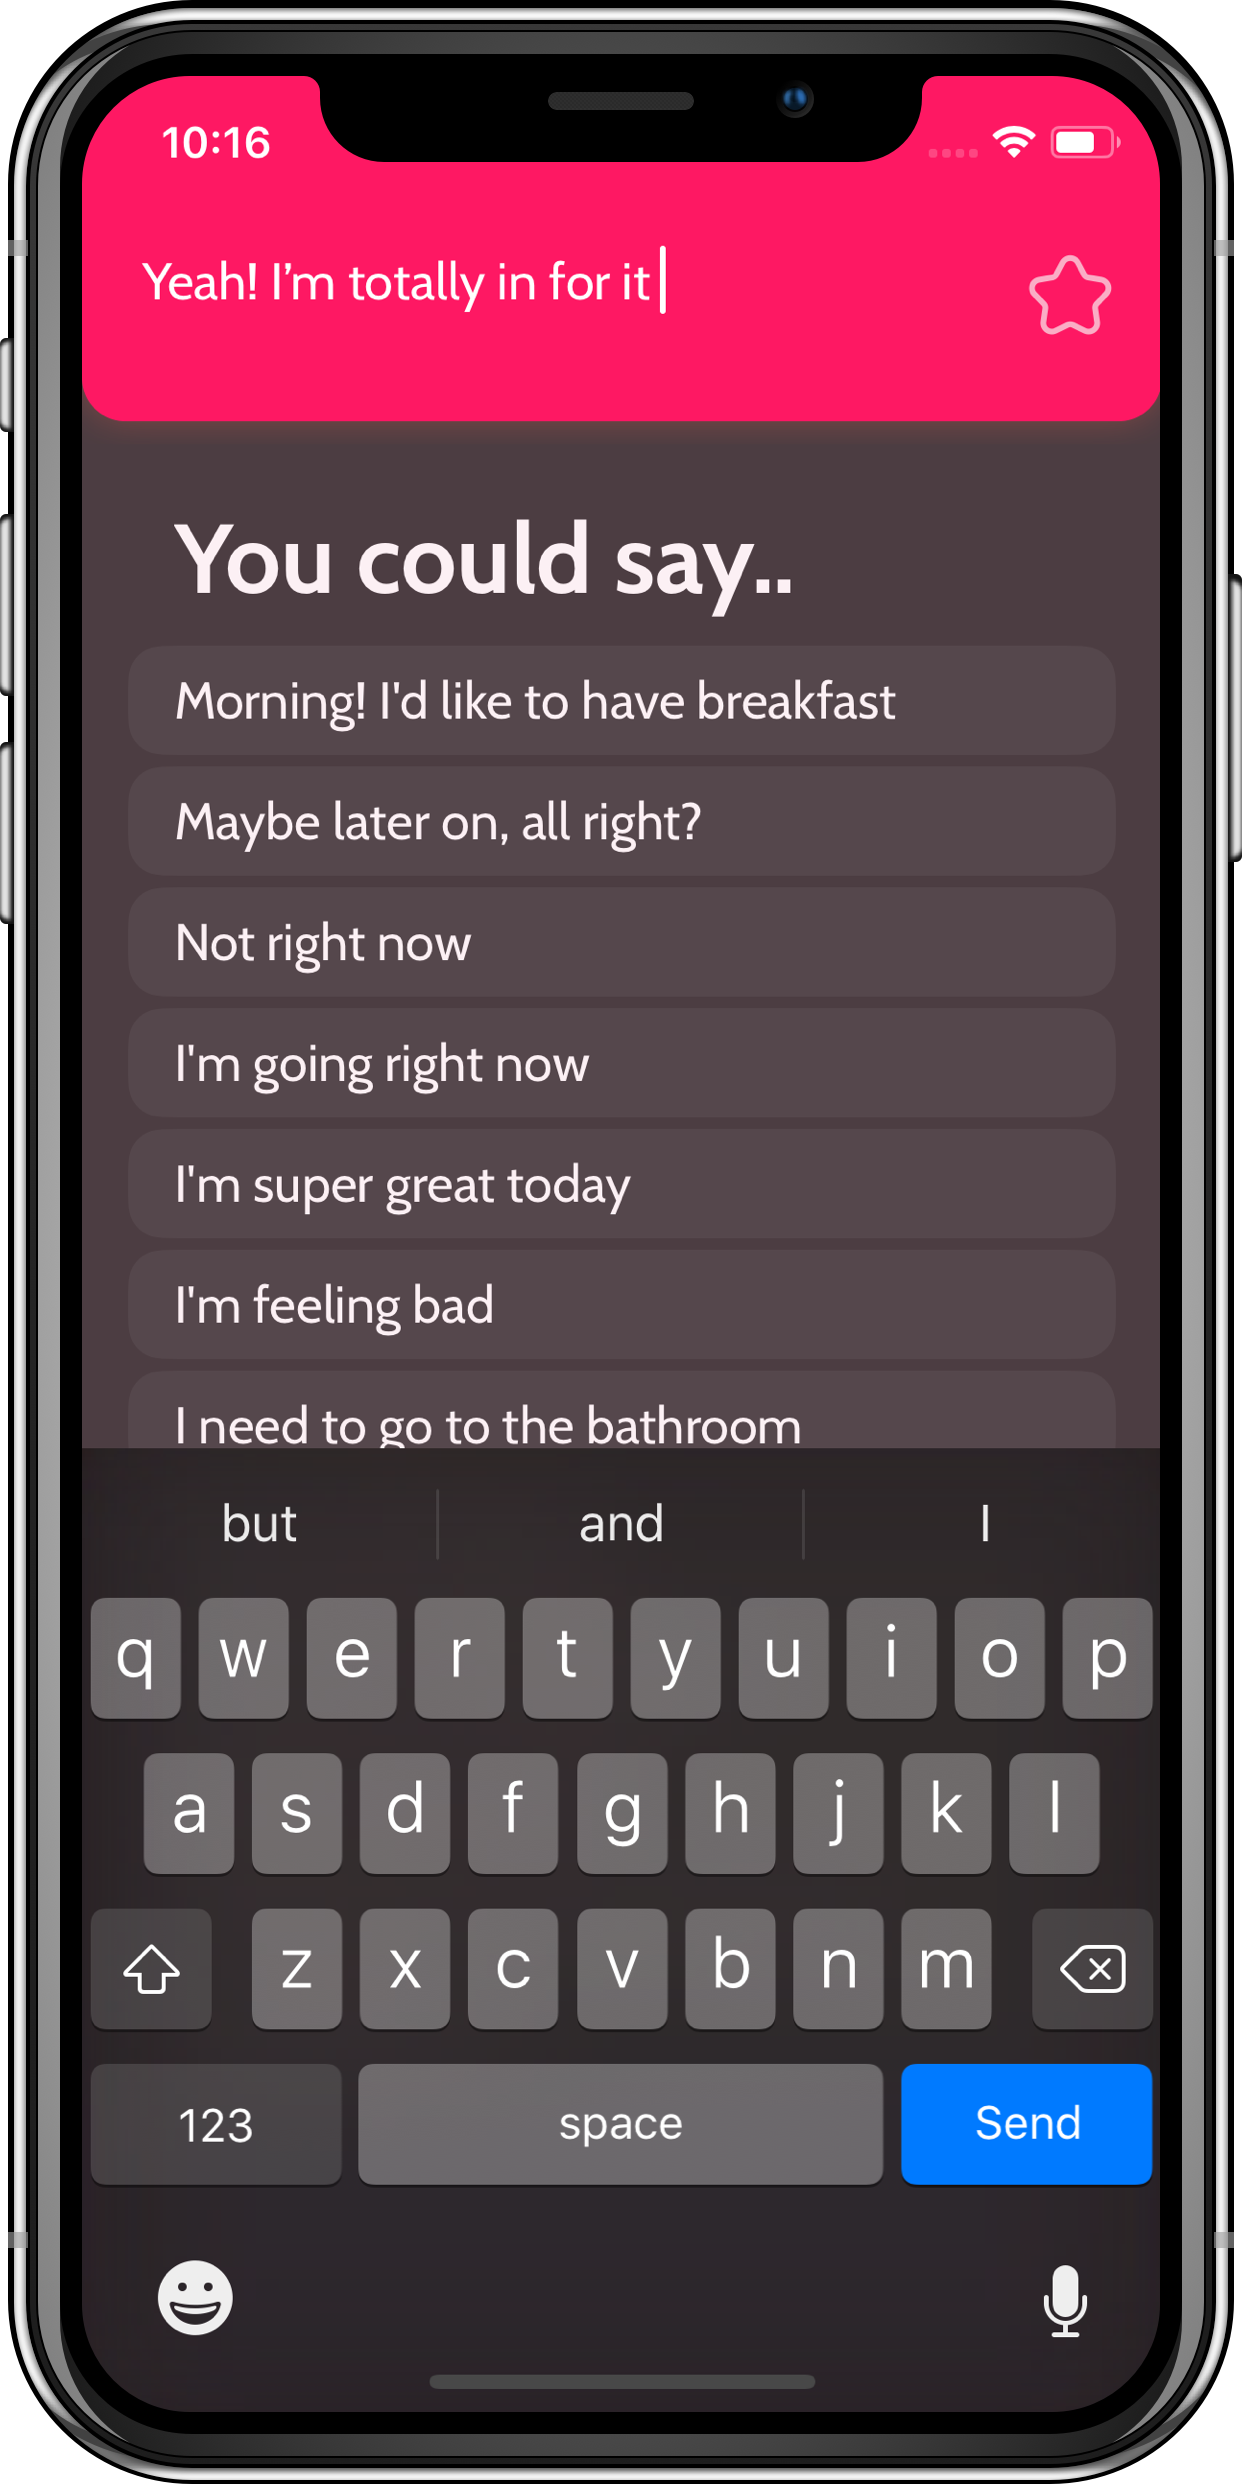 10:16
Yeah! I’m totally in for it
You could say..
Morning! I'd like to have breakfast
Maybe later on, all right?
Not right now
I'm going right now
I'm super great today
I'm feeling bad
I need to go to the bathroom
but and I
q w e r t y u i o p
a s d f g h j k l
z x c v b n m
123 space Send